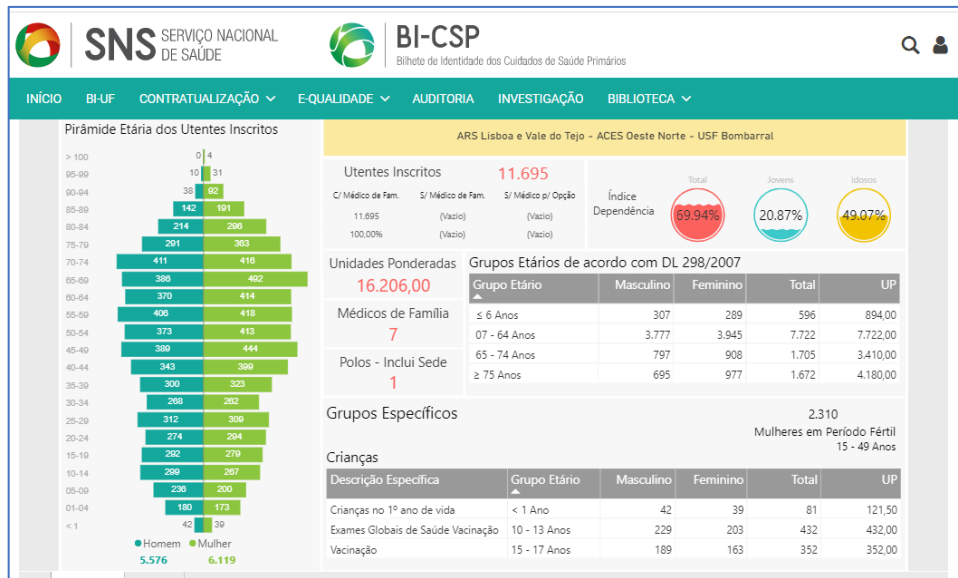 SNS SERVIÇO NACIONAL DE SAÚDE
BI-CSP
Bilhete de Identidade dos Cuidados de Saúde Primários
INÍCIO BI-UF CONTRATUALIZAÇÃO E-QUALIDADE AUDITORIA INVESTIGAÇÃO BIBLIOTECA
Pirâmide Etária dos Utentes Inscritos
> 100 0 4
95-99 10 31
90-94 38 92
85-89 142 191
80-84 214 296
75-79 291 363
70-74 411 416
65-69 386 492
60-64 370 414
55-59 406 418
50-54 373 413
45-49 389 444
40-44 343 399
35-39 300 323
30-34 268 262
25-29 312 309
20-24 274 294
15-19 292 279
10-14 299 267
05-09 236 200
01-04 180 173
< 1 42 39
Homem Mulher
5.576 6.119
ARS Lisboa e Vale do Tejo - ACES Oeste Norte - USF Bombarral
Utentes Inscritos 11.695
C/ Médico de Fam. S/ Médico de Fam. S/ Médico p/ Opção
11.695 (Vazio) (Vazio)
100,00% (Vazio) (Vazio)
Índice Dependência
Total Jovens Idosos
69.94% 20.87% 49.07%
Unidades Ponderadas
16.206,00
Médicos de Família
7
Polos - Inclui Sede
1
Grupos Etários de acordo com DL 298/2007
Grupo Etário Masculino Feminino Total UP
≤ 6 Anos 307 289 596 894,00
07 - 64 Anos 3.777 3.945 7.722 7.722,00
65 - 74 Anos 797 908 1.705 3.410,00
≥ 75 Anos 695 977 1.672 4.180,00
Grupos Específicos
2.310
Mulheres em Período Fértil
15 - 49 Anos
Crianças
Descrição Específica Grupo Etário Masculino Feminino Total UP
Crianças no 1º ano de vida < 1 Ano 42 39 81 121,50
Exames Globais de Saúde Vacinação 10 - 13 Anos 229 203 432 432,00
Vacinação 15 - 17 Anos 189 163 352 352,00